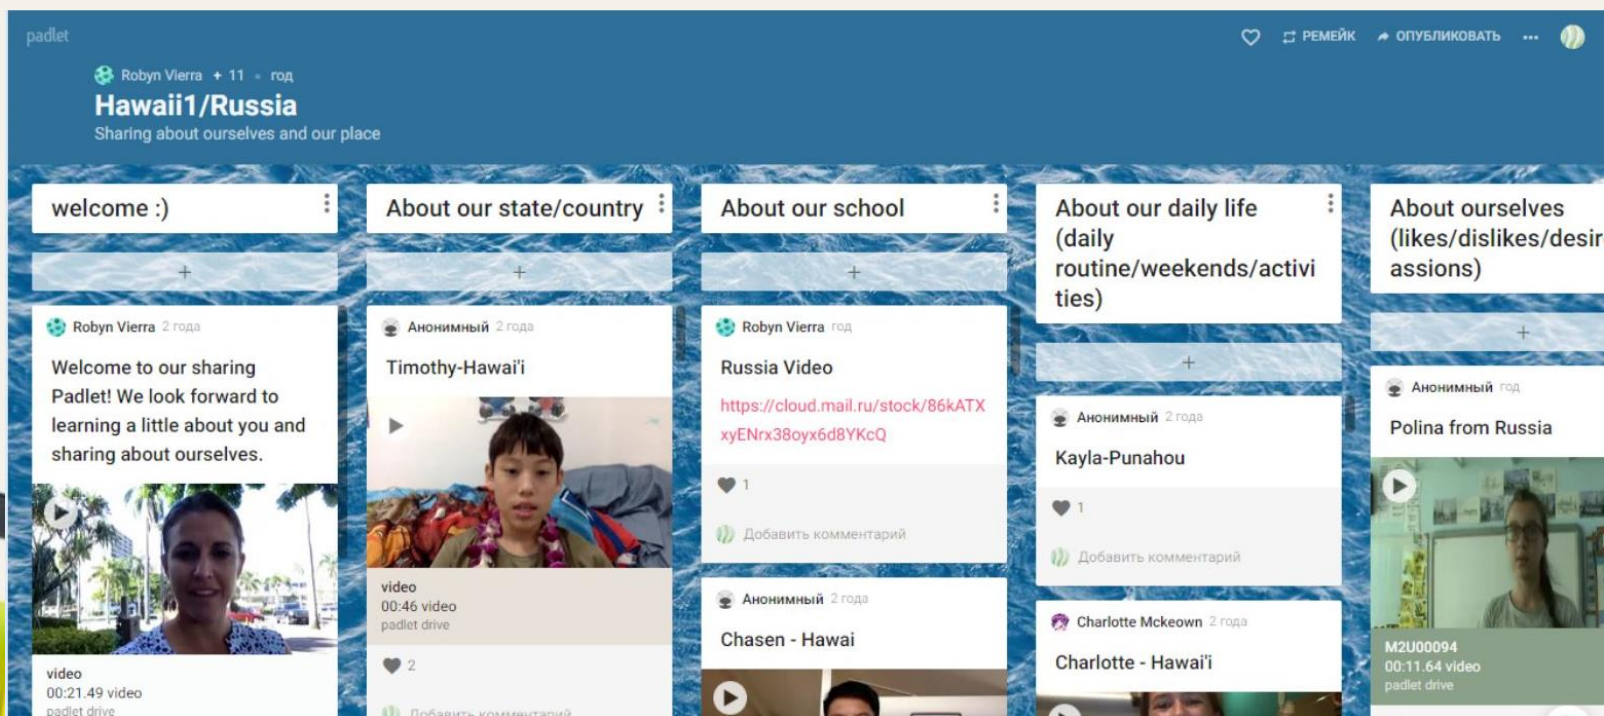 padlet
РЕМЕЙК
ОПУБЛИКОВАТЬ
Robyn Vierra + 11 • год
Hawaii1/Russia
Sharing about ourselves and our place
welcome :)
Robyn Vierra 2 года
Welcome to our sharing
Padlet! We look forward to
learning a little about you and
sharing about ourselves.
video
00:21.49 video
padlet drive
About our state/country
Анонимный 2 года
Timothy-Hawai'i
video
00:46 video
padlet drive
2
Добавить комментарий
About our school
Robyn Vierra год
Russia Video
https://cloud.mail.ru/stock/86kATX
xyENrx38oyx6d8YKcQ
1
Добавить комментарий
Анонимный 2 года
Chasen - Hawai
About our daily life
(daily
routine/weekends/activi
ties)
Анонимный 2 года
Kayla-Punahou
1
Добавить комментарий
Charlotte Mckeown 2 года
Charlotte - Hawai'i
About ourselves
(likes/dislikes/desir
assions)
Анонимный год
Polina from Russia
M2U00094
00:11.64 video
padlet drive